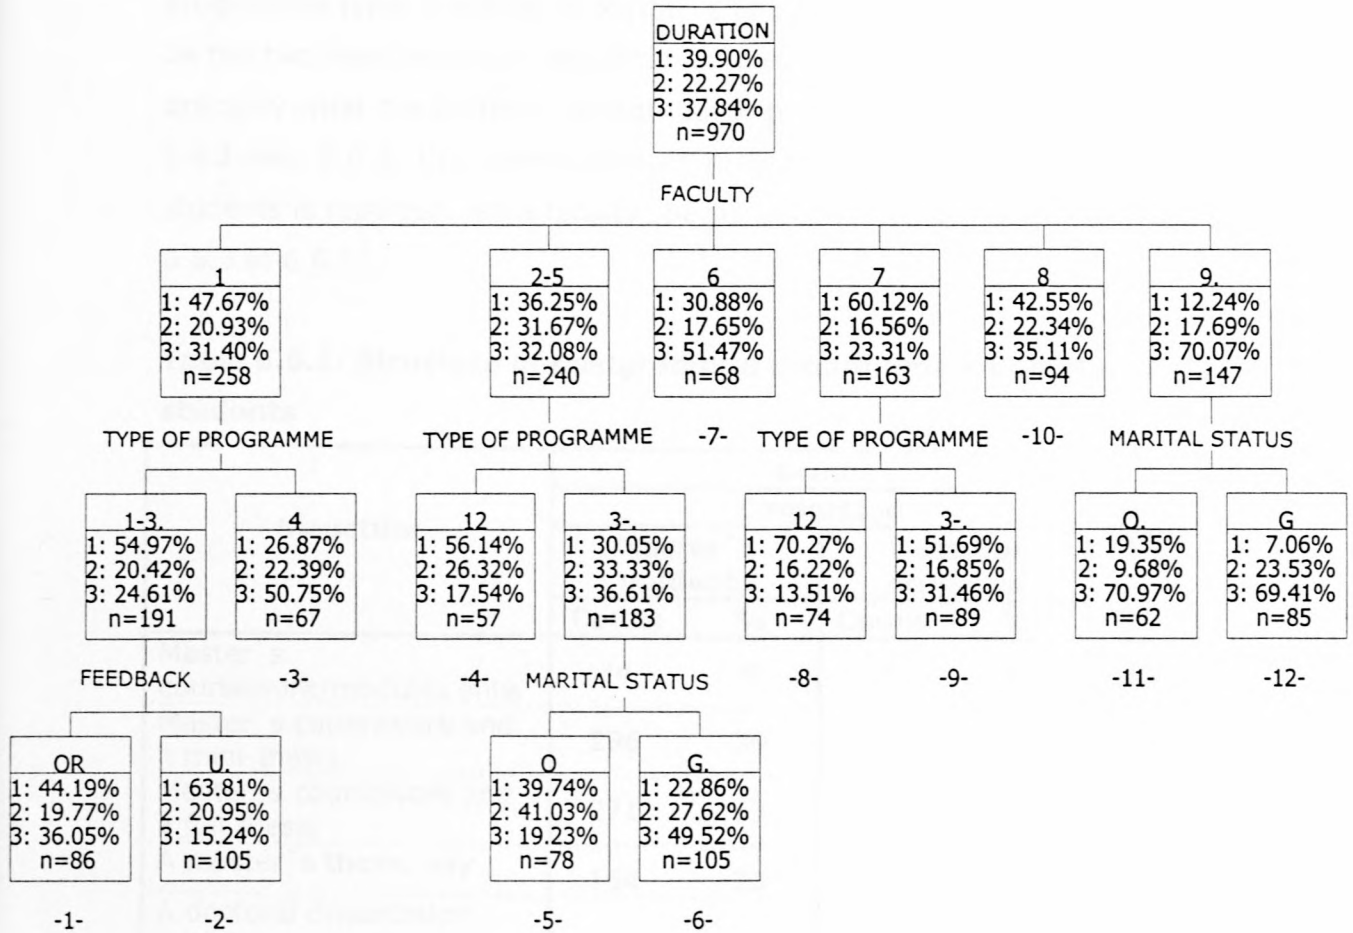 DURATION
1: 39.90%
2: 22.27%
3: 37.84%
n=970
FACULTY
1
1: 47.67%
2: 20.93%
3: 31.40%
n=258
2-5
1: 36.25%
2: 31.67%
3: 32.08%
n=240
6
1: 30.88%
2: 17.65%
3: 51.47%
n=68
7
1: 60.12%
2: 16.56%
3: 23.31%
n=163
8
1: 42.55%
2: 22.34%
3: 35.11%
n=94
9.
1: 12.24%
2: 17.69%
3: 70.07%
n=147
TYPE OF PROGRAMME
TYPE OF PROGRAMME
-7-
TYPE OF PROGRAMME
-10-
MARITAL STATUS
1-3.
1: 54.97%
2: 20.42%
3: 24.61%
n=191
4
1: 26.87%
2: 22.39%
3: 50.75%
n=67
12
1: 56.14%
2: 26.32%
3: 17.54%
n=57
3-.
1: 30.05%
2: 33.33%
3: 36.61%
n=183
12
1: 70.27%
2: 16.22%
3: 13.51%
n=74
3-.
1: 51.69%
2: 16.85%
3: 31.46%
n=89
O.
1: 19.35%
2: 9.68%
3: 70.97%
n=62
G
1: 7.06%
2: 23.53%
3: 69.41%
n=85
FEEDBACK
-3-
-4-
MARITAL STATUS
-8-
-9-
-11-
-12-
OR
1: 44.19%
2: 19.77%
3: 36.05%
n=86
U.
1: 63.81%
2: 20.95%
3: 15.24%
n=105
O
1: 39.74%
2: 41.03%
3: 19.23%
n=78
G.
1: 22.86%
2: 27.62%
3: 49.52%
n=105
-1-
-2-
-5-
-6-